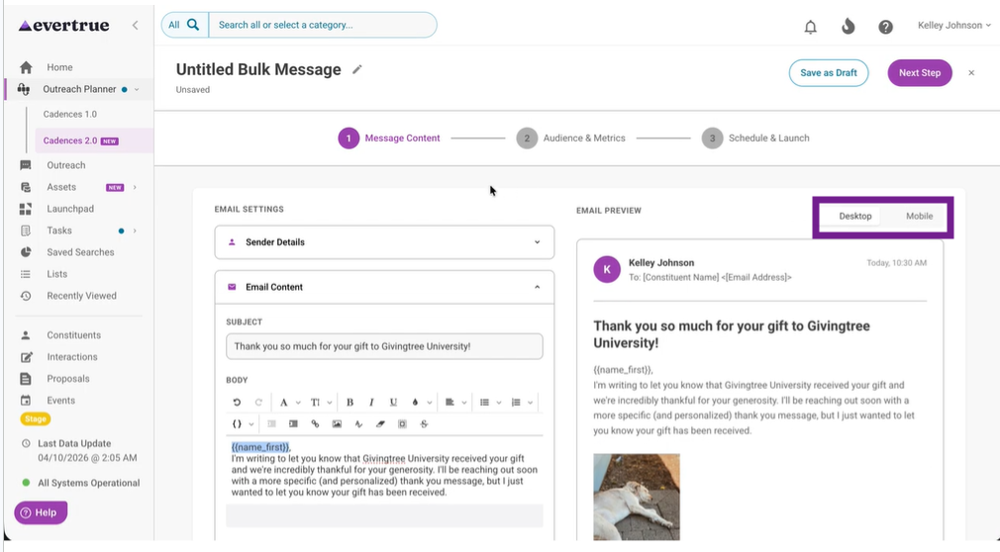 evertrue
All
Search all or select a category...
Kelley Johnson
Home
Outreach Planner
Cadences 1.0
Cadences 2.0 NEW
Outreach
Assets NEW
Launchpad
Tasks
Saved Searches
Lists
Recently Viewed
Constituents
Interactions
Proposals
Events
Stage
Last Data Update
04/10/2026 @ 2:05 AM
All Systems Operational
Help
Untitled Bulk Message
Unsaved
Save as Draft
Next Step
1 Message Content
2 Audience & Metrics
3 Schedule & Launch
EMAIL SETTINGS
Sender Details
Email Content
SUBJECT
Thank you so much for your gift to Givingtree University!
BODY
{{name_first}},
I'm writing to let you know that Givingtree University received your gift
and we're incredibly thankful for your generosity. I'll be reaching out soon
with a more specific (and personalized) thank you message, but I just
wanted to let you know your gift has been received.
EMAIL PREVIEW
Desktop
Mobile
K
Kelley Johnson
Today, 10:30 AM
To: [Constituent Name] <[Email Address]>
Thank you so much for your gift to Givingtree
University!
{{name_first}},
I'm writing to let you know that Givingtree University received your gift and
we're incredibly thankful for your generosity. I'll be reaching out soon with a
more specific (and personalized) thank you message, but I just wanted to let
you know your gift has been received.